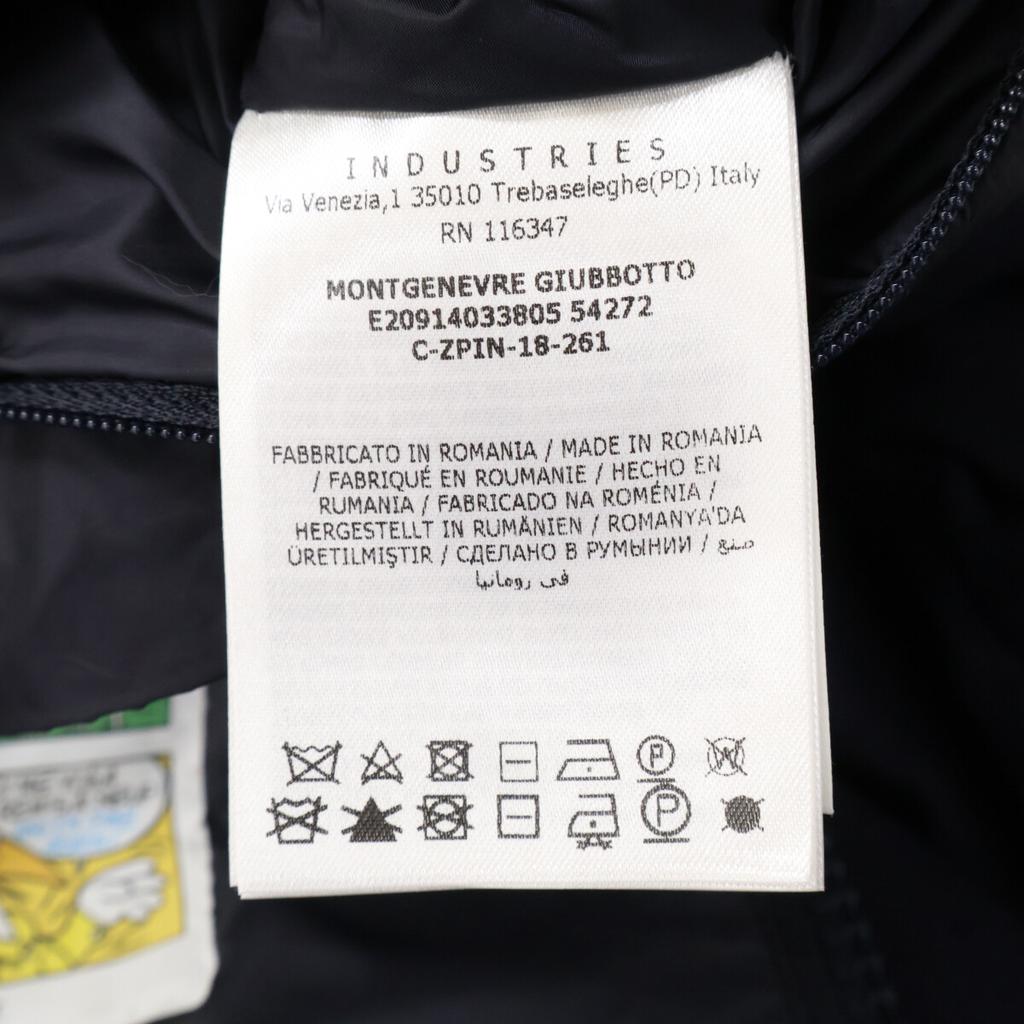 INDUSTRIES
Via Venezia,1 35010 Trebaseleghe(PD) Italy
RN 116347
MONTGENEVRE GIUBBOTTO
E20914033805 54272
C-ZPIN-18-261
FABBRICATO IN ROMANIA / MADE IN ROMANIA
/ FABRIQUÉ EN ROUMANIE / HECHO EN
RUMANIA / FABRICADO NA ROMÉNIA /
HERGESTELLT IN RUMÄNIEN / ROMANYA'DA
ÜRETILMIŞTIR / СДЕЛАНО В РУМЫНИИ / صنع
في رومانيا
P
W
P